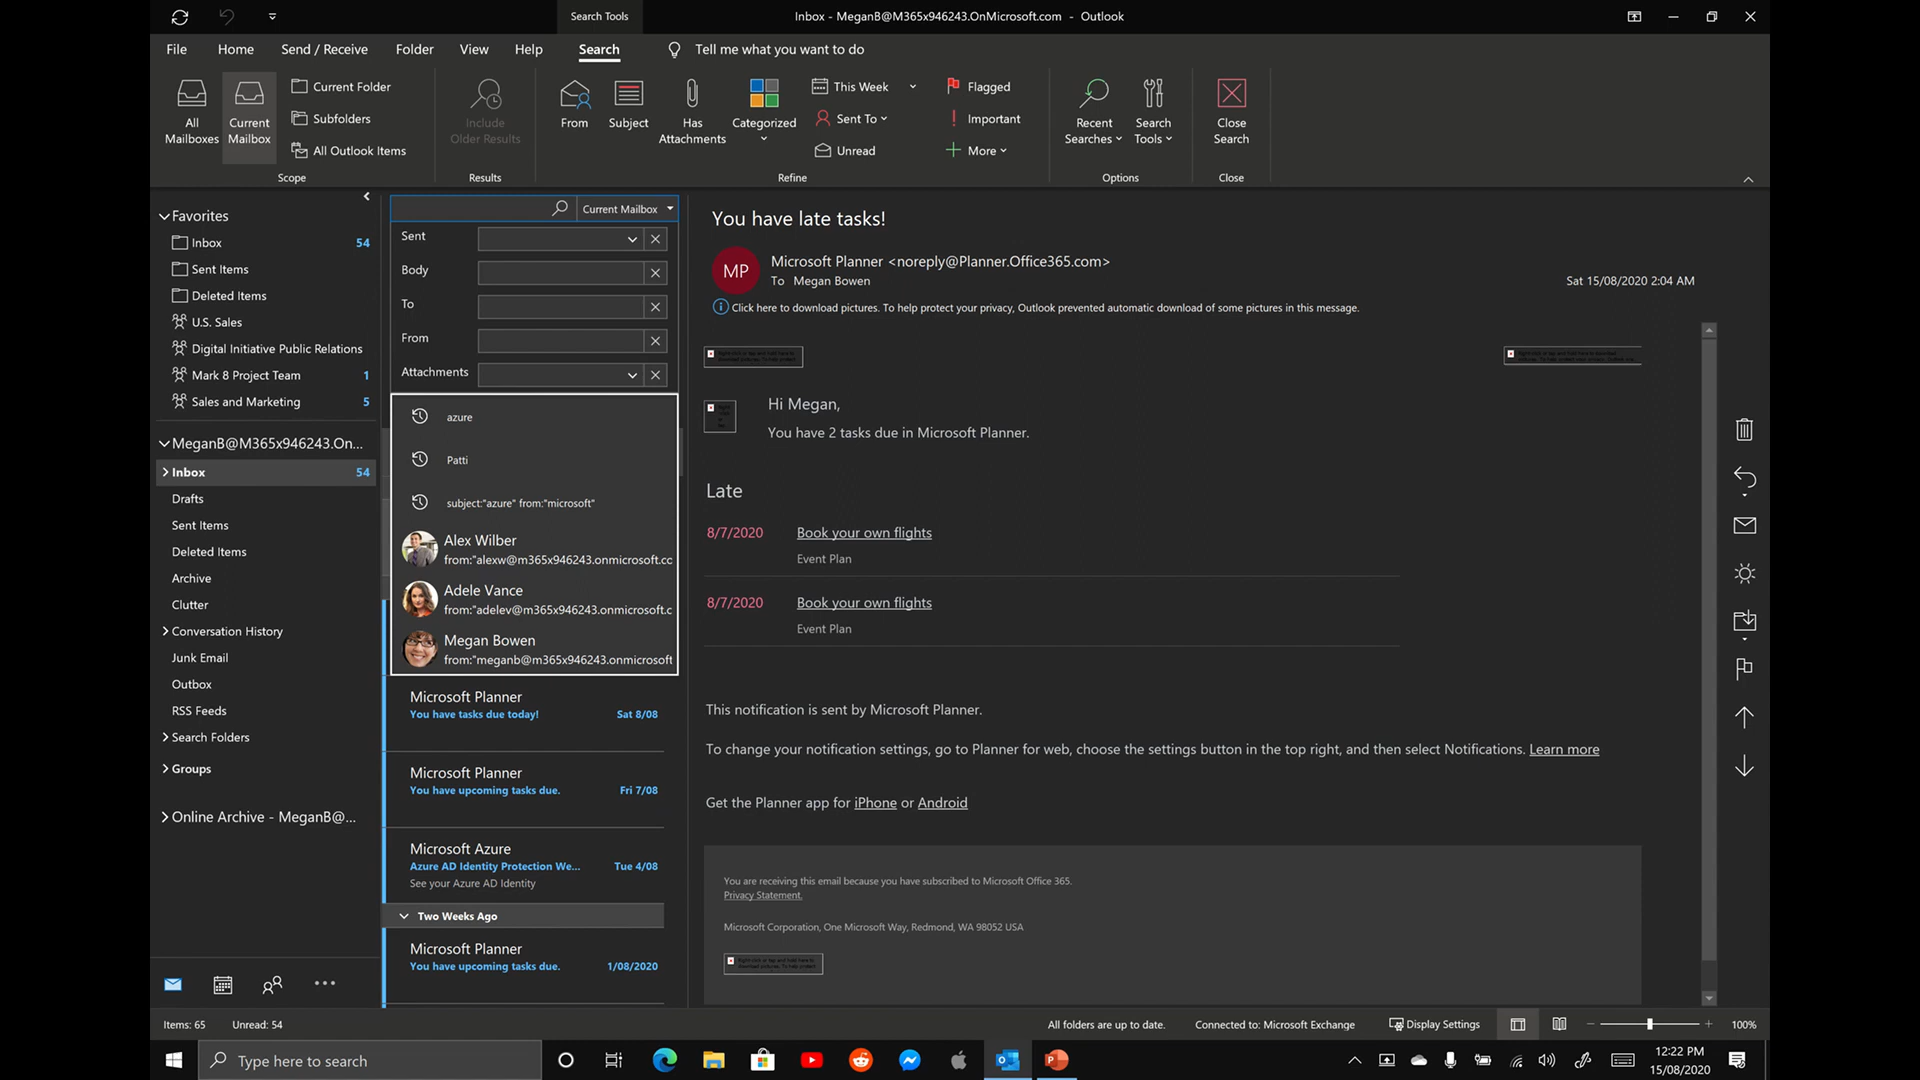 Search Tools
Inbox - MeganB@M365x946243.OnMicrosoft.com - Outlook
File Home Send / Receive Folder View Help Search Tell me what you want to do
All Mailboxes
Current Mailbox
Current Folder
Subfolders
All Outlook Items
Scope
Include Older Results
Results
From
Subject
Has Attachments
Categorized
This Week
Sent To
Unread
Flagged
Important
More
Refine
Recent Searches
Search Tools
Options
Close Search
Close
Favorites
Inbox 54
Sent Items
Deleted Items
U.S. Sales
Digital Initiative Public Relations
Mark 8 Project Team 1
Sales and Marketing 5
MeganB@M365x946243.On...
Inbox 54
Drafts
Sent Items
Deleted Items
Archive
Clutter
Conversation History
Junk Email
Outbox
RSS Feeds
Search Folders
Groups
Online Archive - MeganB@...
Current Mailbox
Sent
Body
To
From
Attachments
azure
Patti
subject:"azure" from:"microsoft"
Alex Wilber
from:"alexw@m365x946243.onmicrosoft.cc
Adele Vance
from:"adelev@m365x946243.onmicrosoft.c
Megan Bowen
from:"meganb@m365x946243.onmicrosoft
Microsoft Planner
You have tasks due today! Sat 8/08
Microsoft Planner
You have upcoming tasks due. Fri 7/08
Microsoft Azure
Azure AD Identity Protection We... Tue 4/08
See your Azure AD Identity
Two Weeks Ago
Microsoft Planner
You have upcoming tasks due. 1/08/2020
You have late tasks!
MP
Microsoft Planner <noreply@Planner.Office365.com>
To Megan Bowen
Sat 15/08/2020 2:04 AM
Click here to download pictures. To help protect your privacy, Outlook prevented automatic download of some pictures in this message.
Hi Megan,
You have 2 tasks due in Microsoft Planner.
Late
8/7/2020 Book your own flights
Event Plan
8/7/2020 Book your own flights
Event Plan
This notification is sent by Microsoft Planner.
To change your notification settings, go to Planner for web, choose the settings button in the top right, and then select Notifications. Learn more
Get the Planner app for iPhone or Android
You are receiving this email because you have subscribed to Microsoft Office 365.
Privacy Statement.
Microsoft Corporation, One Microsoft Way, Redmond, WA 98052 USA
Items: 65 Unread: 54
All folders are up to date. Connected to: Microsoft Exchange Display Settings 100%
Type here to search
12:22 PM
15/08/2020